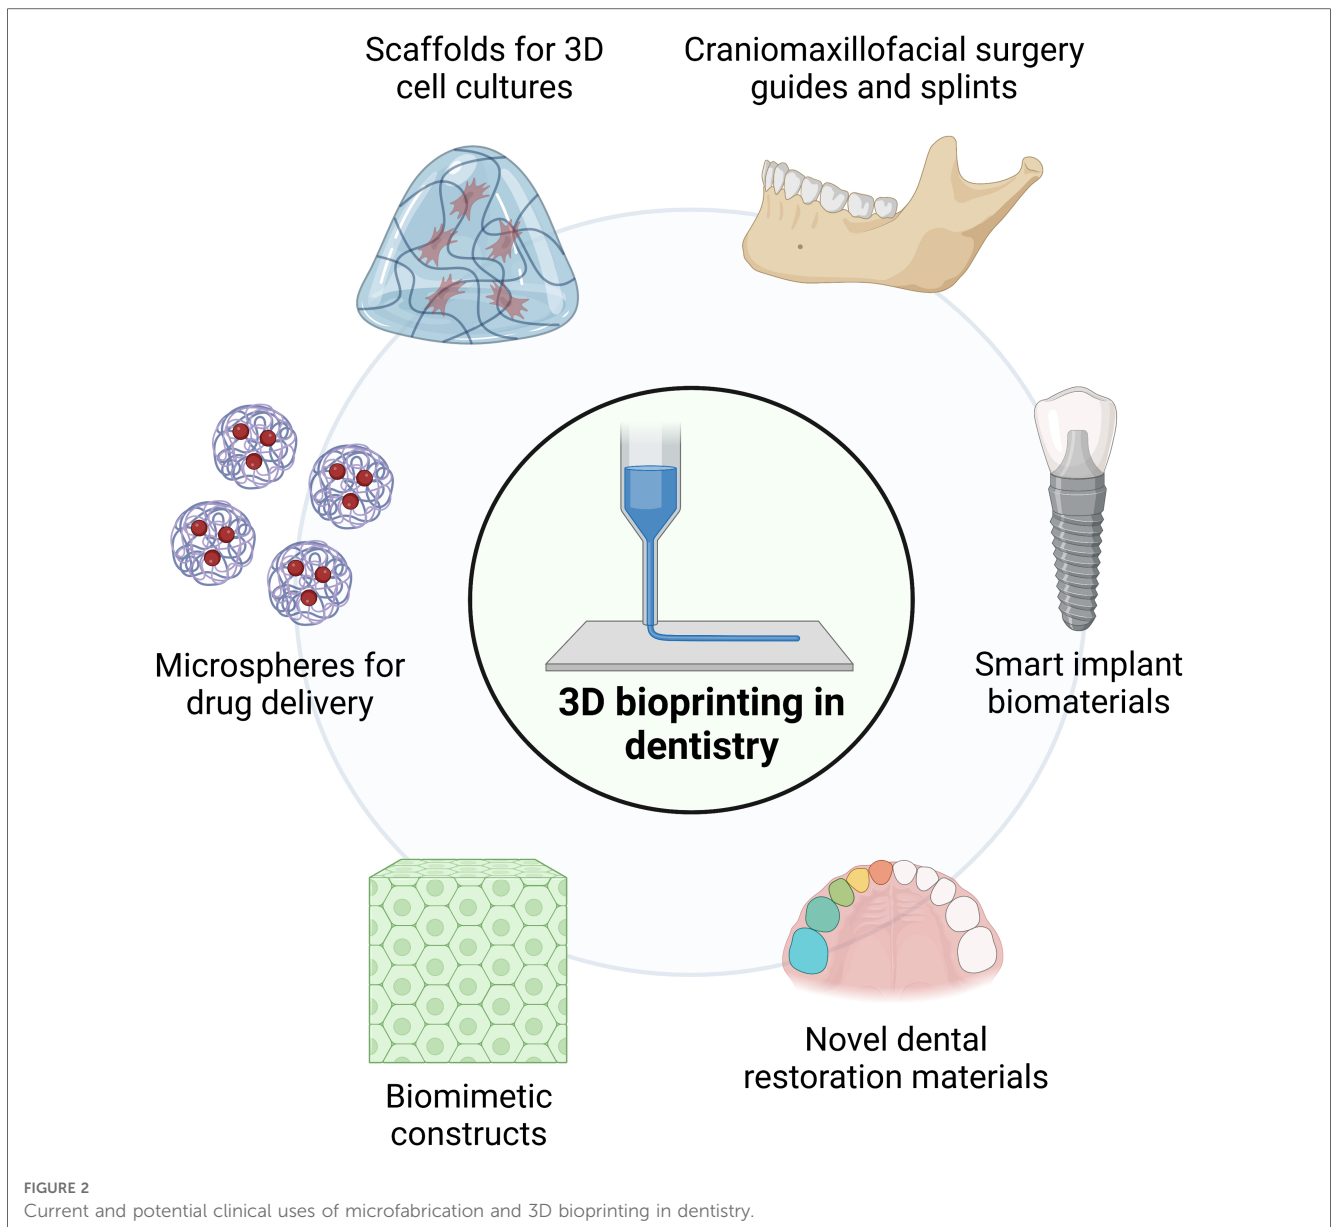 Scaffolds for 3D
cell cultures
Craniomaxillofacial surgery
guides and splints
Microspheres for
drug delivery
Smart implant
biomaterials
3D bioprinting in
dentistry
Novel dental
restoration materials
Biomimetic
constructs
FIGURE 2
Current and potential clinical uses of microfabrication and 3D bioprinting in dentistry.